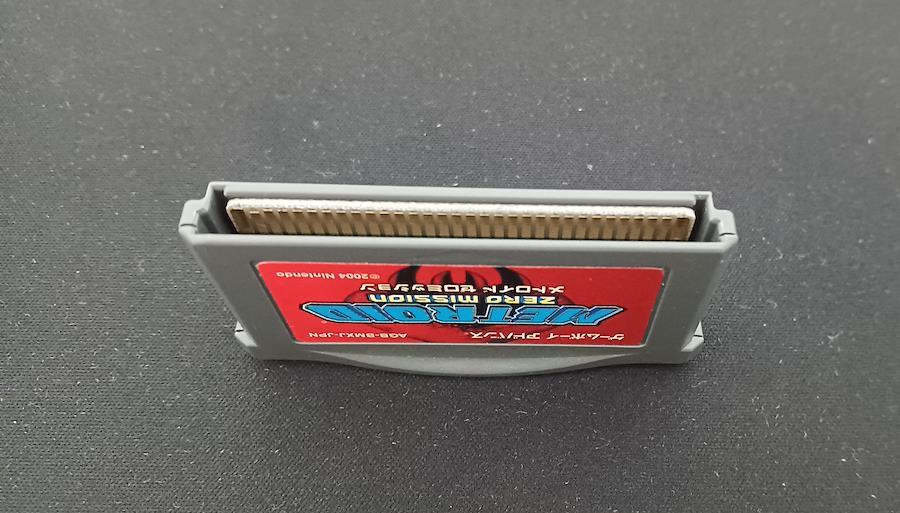 ゲームボーイ アドバンス® AGB-BMXJ-JPN
METROID
ZERO MISSION
メトロイド ゼロミッション
© 2004 Nintendo